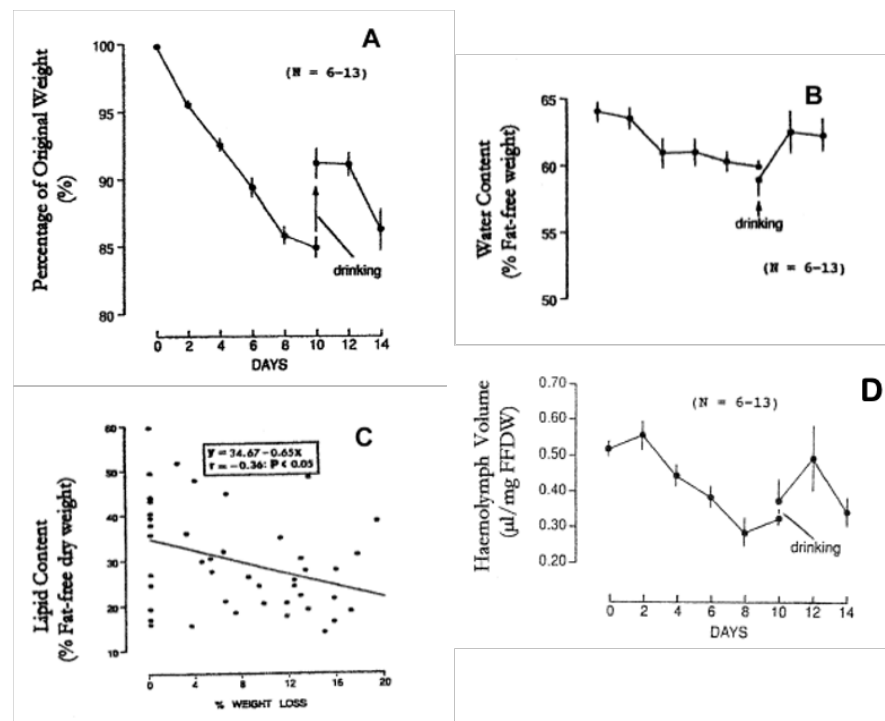 A
Percentage of Original Weight
(%)
(N = 6-13)
100
95
90
85
80
drinking
0 2 4 6 8 10 12 14
DAYS
B
Water Content
(% Fat-free weight)
65
60
55
50
drinking
(N = 6-13)
C
Lipid Content
(% Fat-free dry weight)
60
50
40
30
20
10
y = 34.67-0.65x
r = -0.36: P < 0.05
0 4 8 12 16 20
% WEIGHT LOSS
D
Haemolymph Volume
(µl/mg FFDW)
0.70
0.60
0.50
0.40
0.30
0.20
(N = 6-13)
drinking
0 2 4 6 8 10 12 14
DAYS